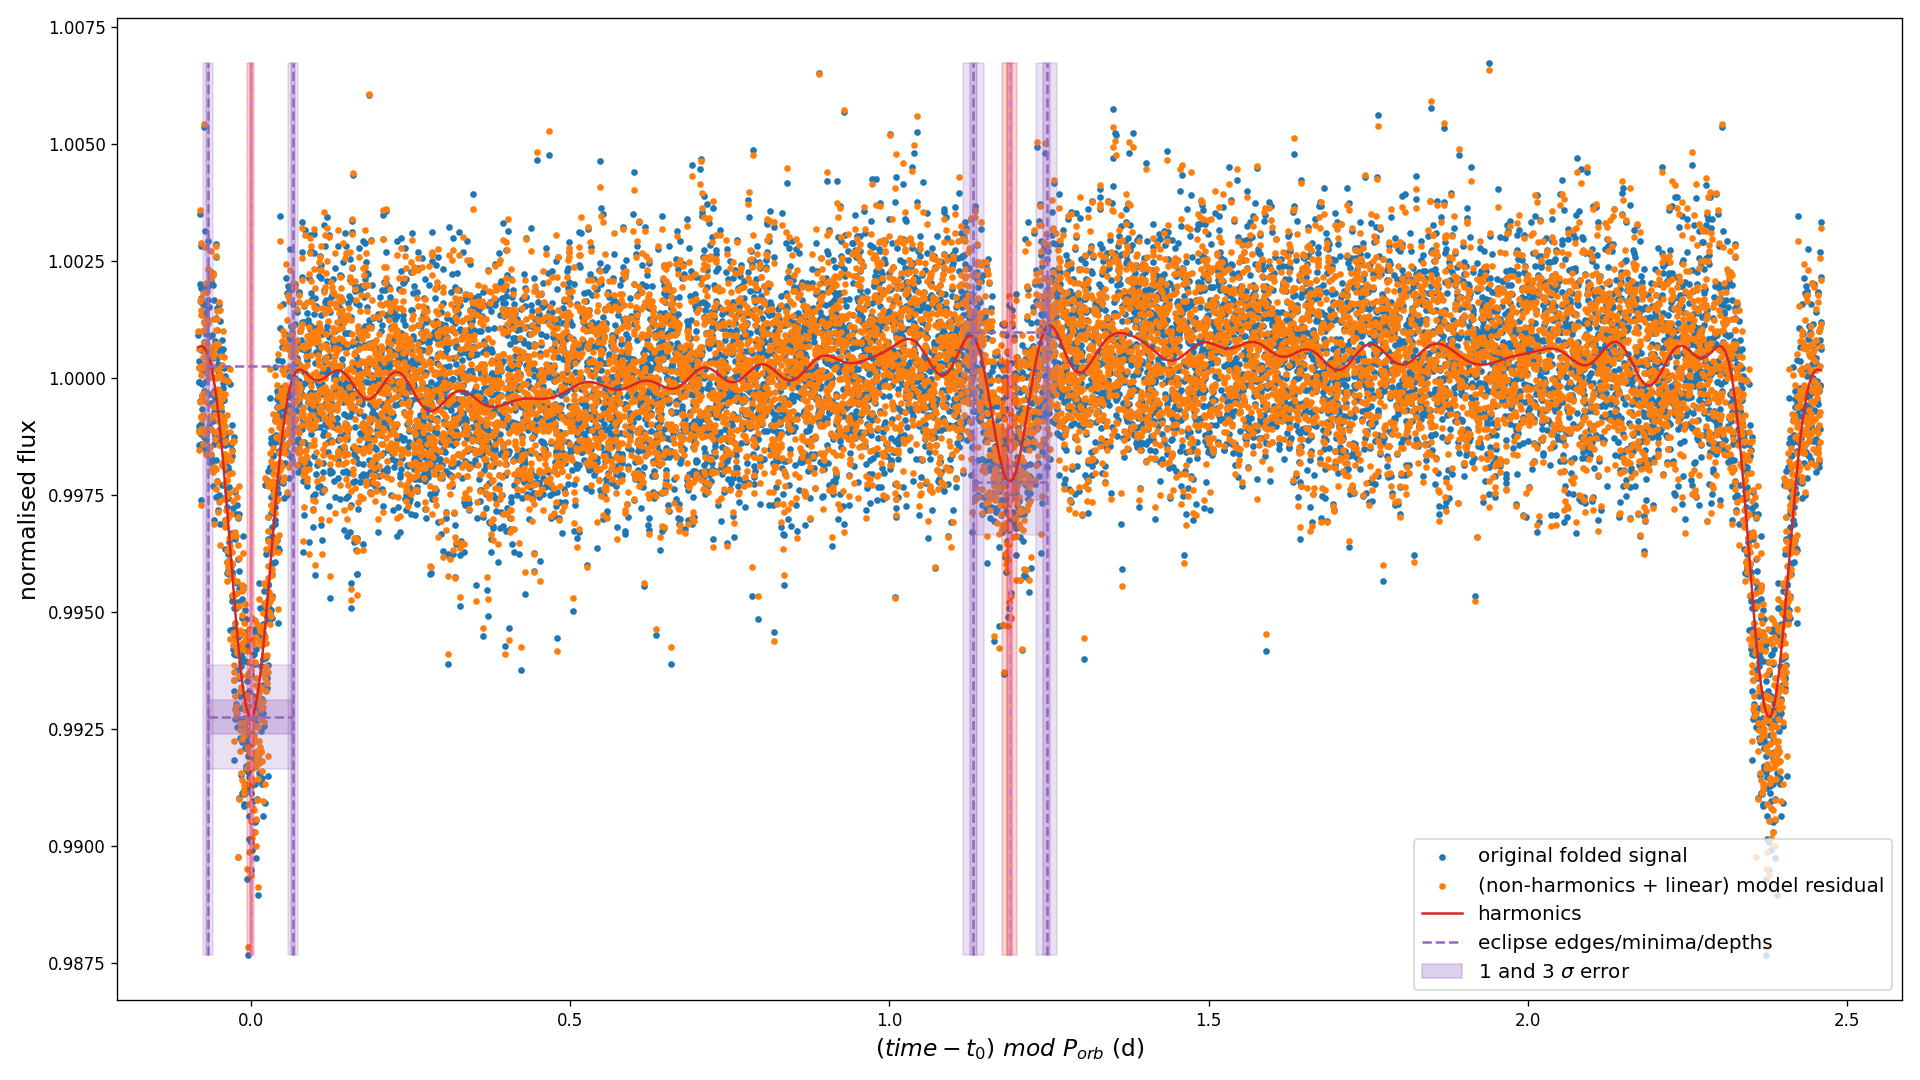 1.0075
1.0050
1.0025
1.0000
0.9975
0.9950
0.9925
0.9900
0.9875
normalised flux
original folded signal
(non-harmonics + linear) model residual
harmonics
eclipse edges/minima/depths
1 and 3 σ error
0.0 0.5 1.0 1.5 2.0 2.5
(time − t₀) mod Pₒᵣb (d)